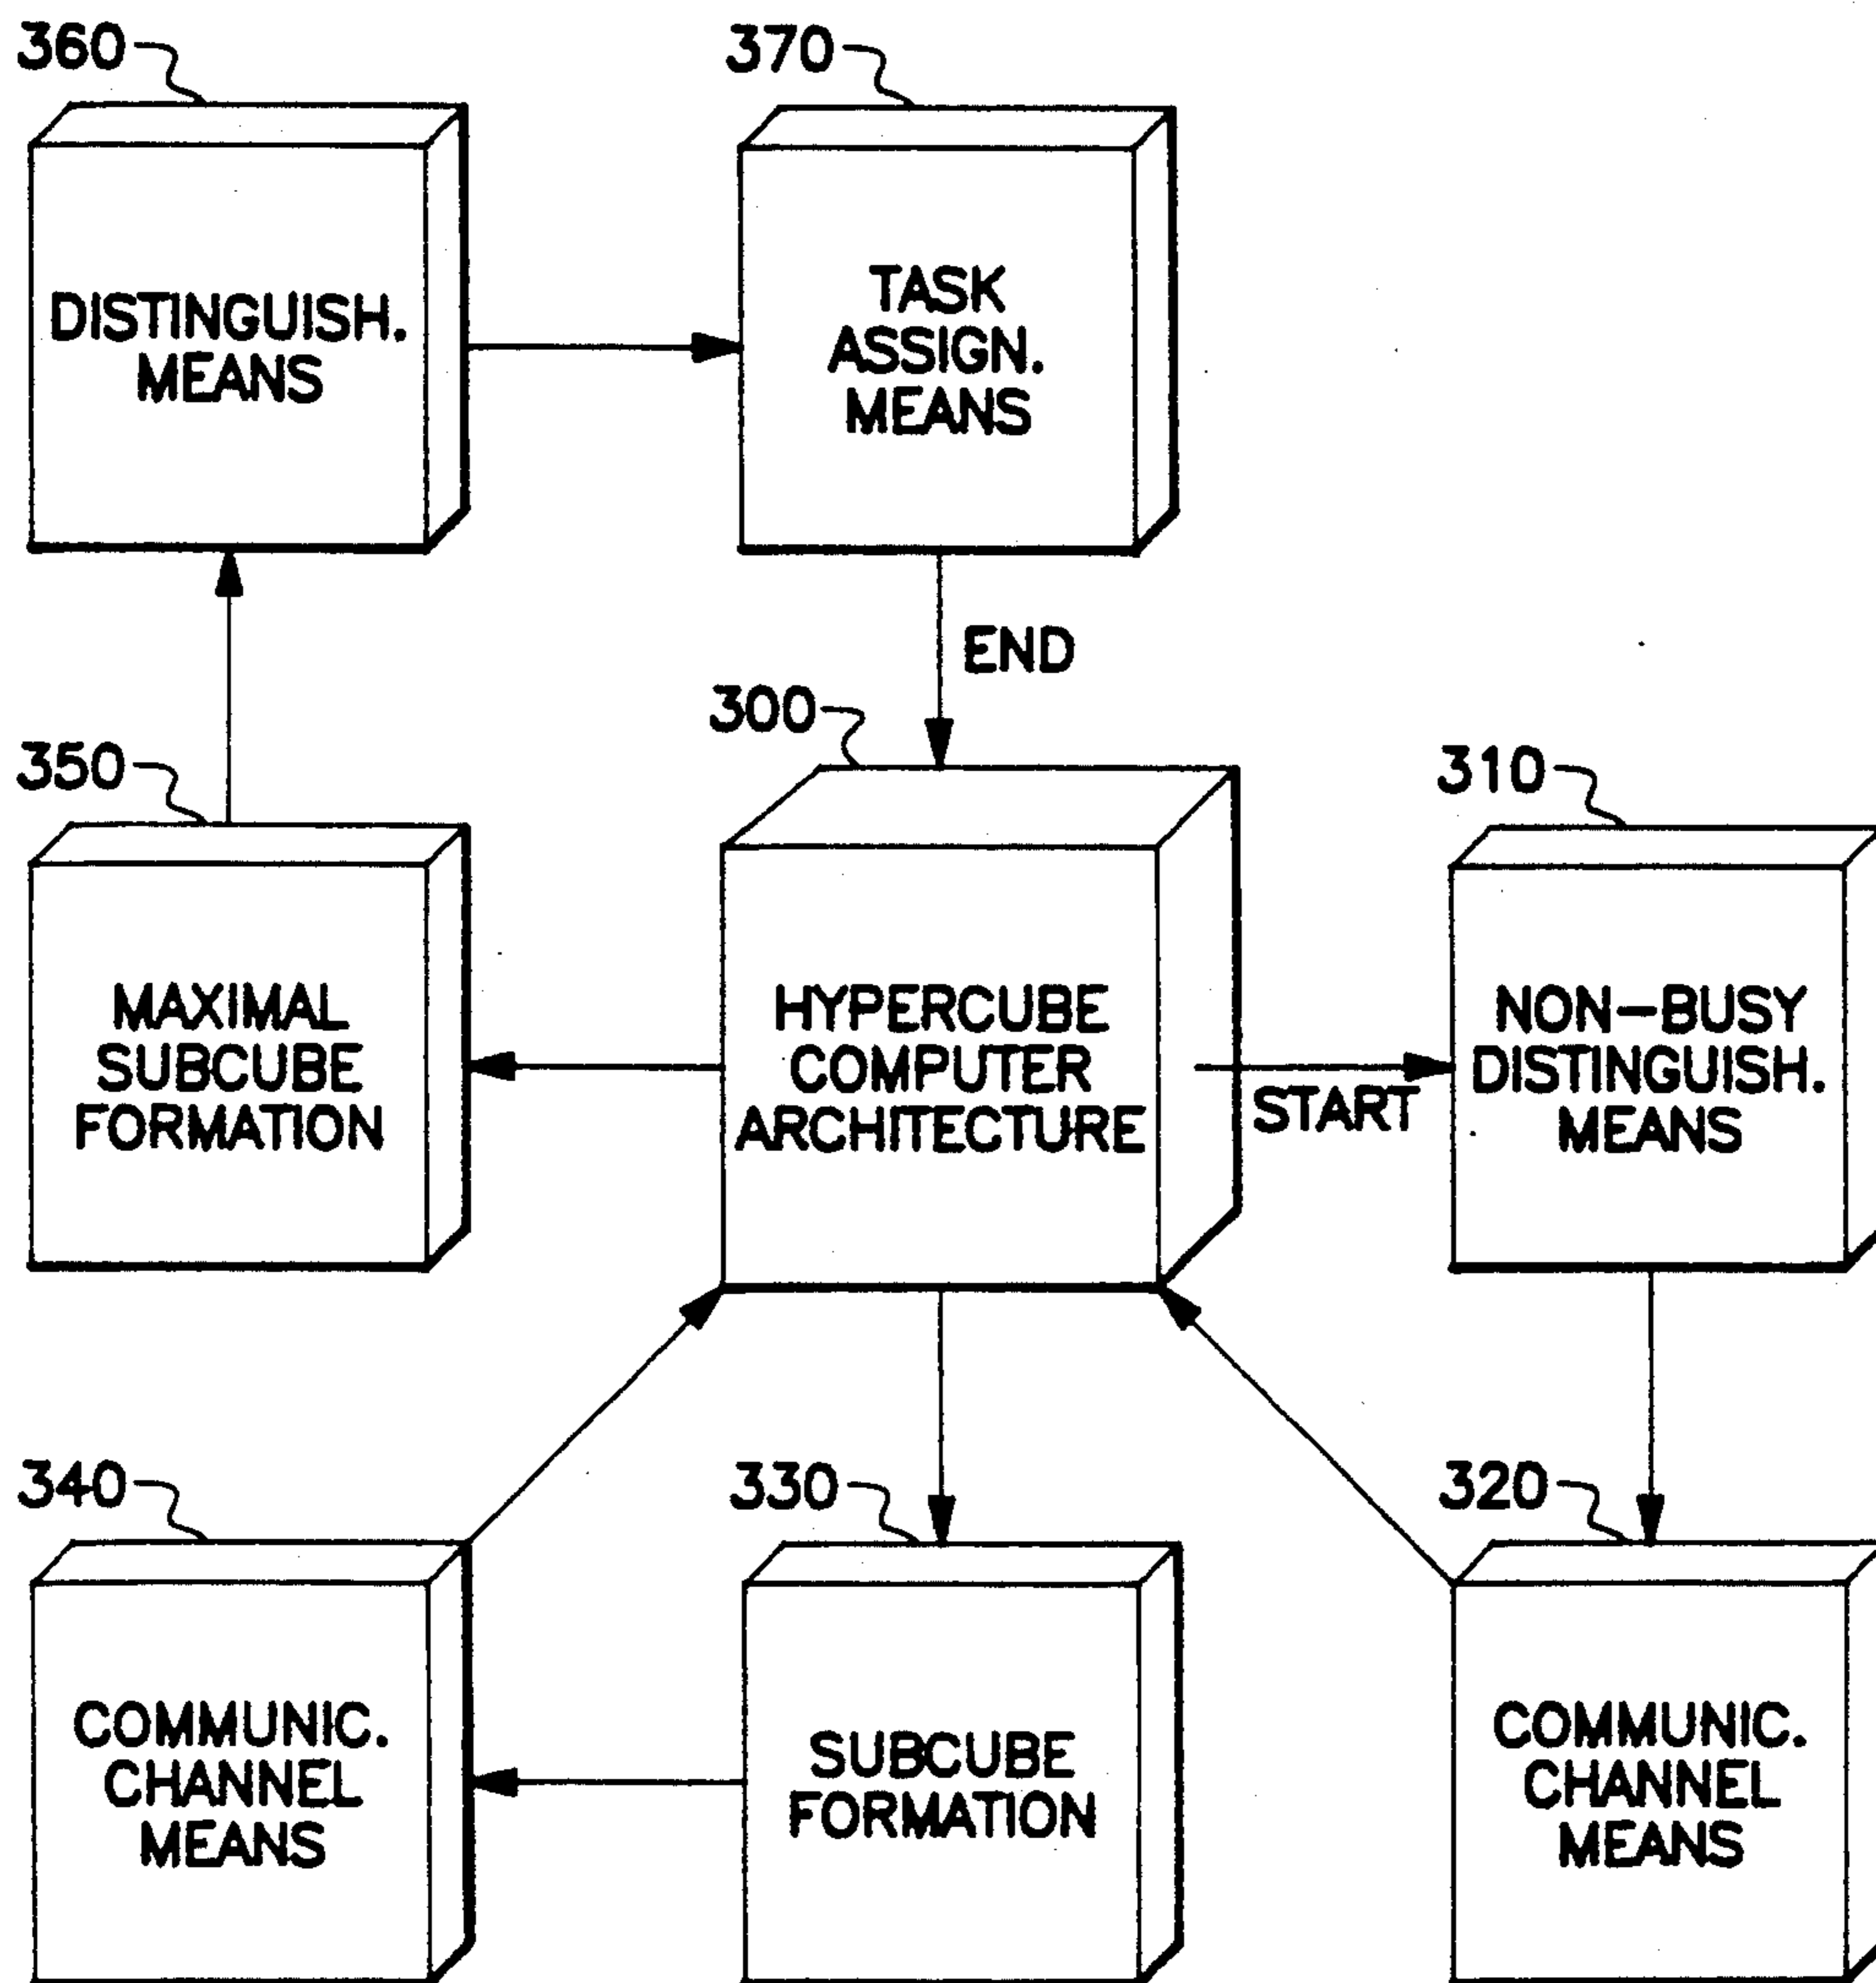 360
370
DISTINGUISH.
MEANS
TASK
ASSIGN.
MEANS
END
300
350
310
MAXIMAL
SUBCUBE
FORMATION
HYPERCUBE
COMPUTER
ARCHITECTURE
START
NON-BUSY
DISTINGUISH.
MEANS
340
330
320
COMMUNIC.
CHANNEL
MEANS
SUBCUBE
FORMATION
COMMUNIC.
CHANNEL
MEANS